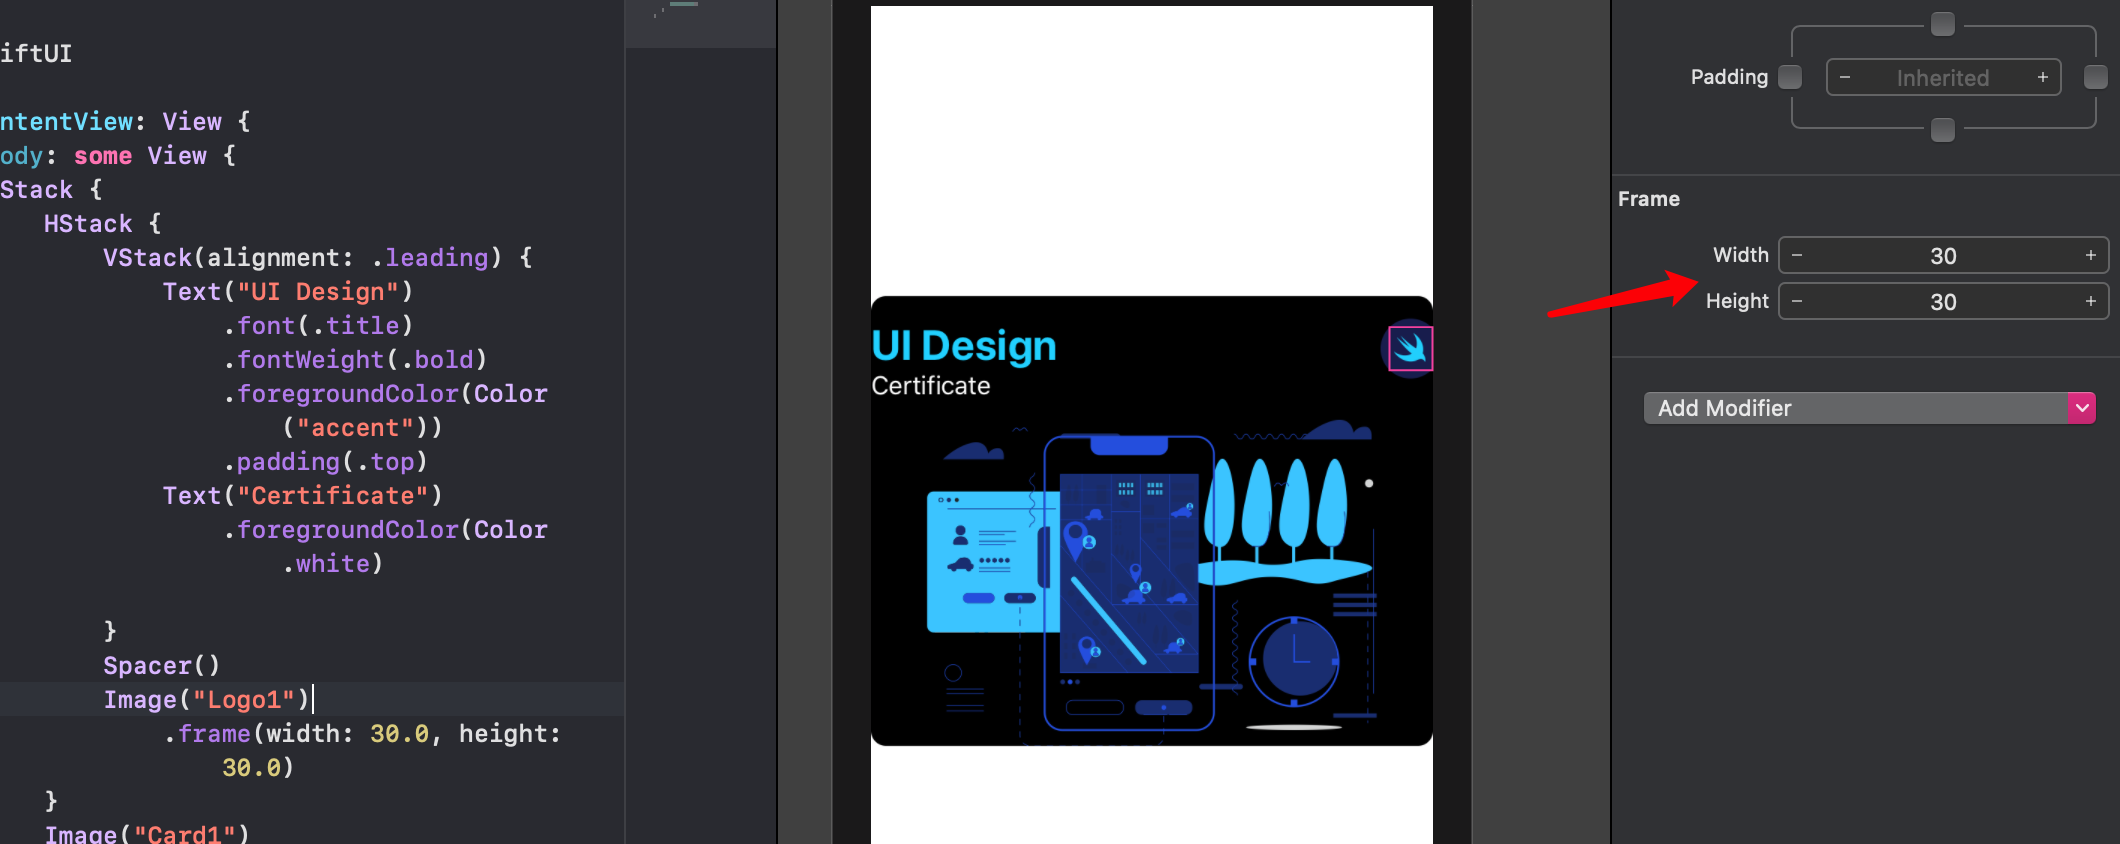 iftUI
ntentView: View {
ody: some View {
Stack {
HStack {
VStack(alignment: .leading) {
Text("UI Design")
.font(.title)
.fontWeight(.bold)
.foregroundColor(Color
("accent"))
.padding(.top)
Text("Certificate")
.foregroundColor(Color
.white)
}
Spacer()
Image("Logo1")
.frame(width: 30.0, height:
30.0)
}
Image("Card1")
UI Design
Certificate
Padding
− Inherited +
Frame
Width − 30 +
Height − 30 +
Add Modifier